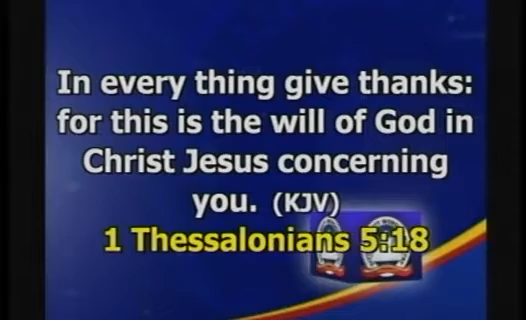 In every thing give thanks:
for this is the will of God in
Christ Jesus concerning
you. (KJV)
1 Thessalonians 5:18